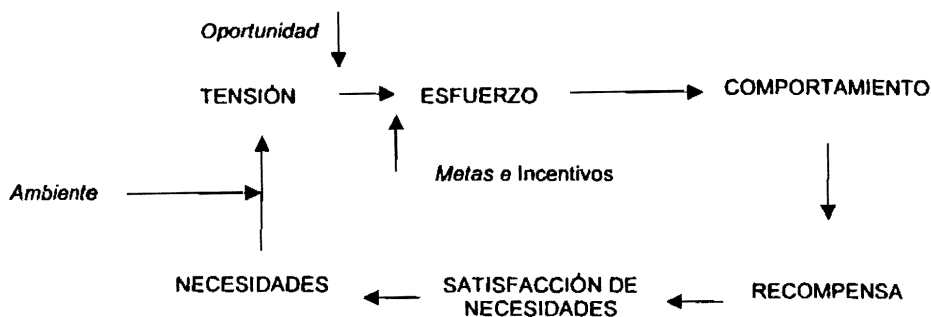 Oportunidad
TENSIÓN
ESFUERZO
COMPORTAMIENTO
Metas e Incentivos
Ambiente
NECESIDADES
SATISFACCIÓN DE
NECESIDADES
RECOMPENSA